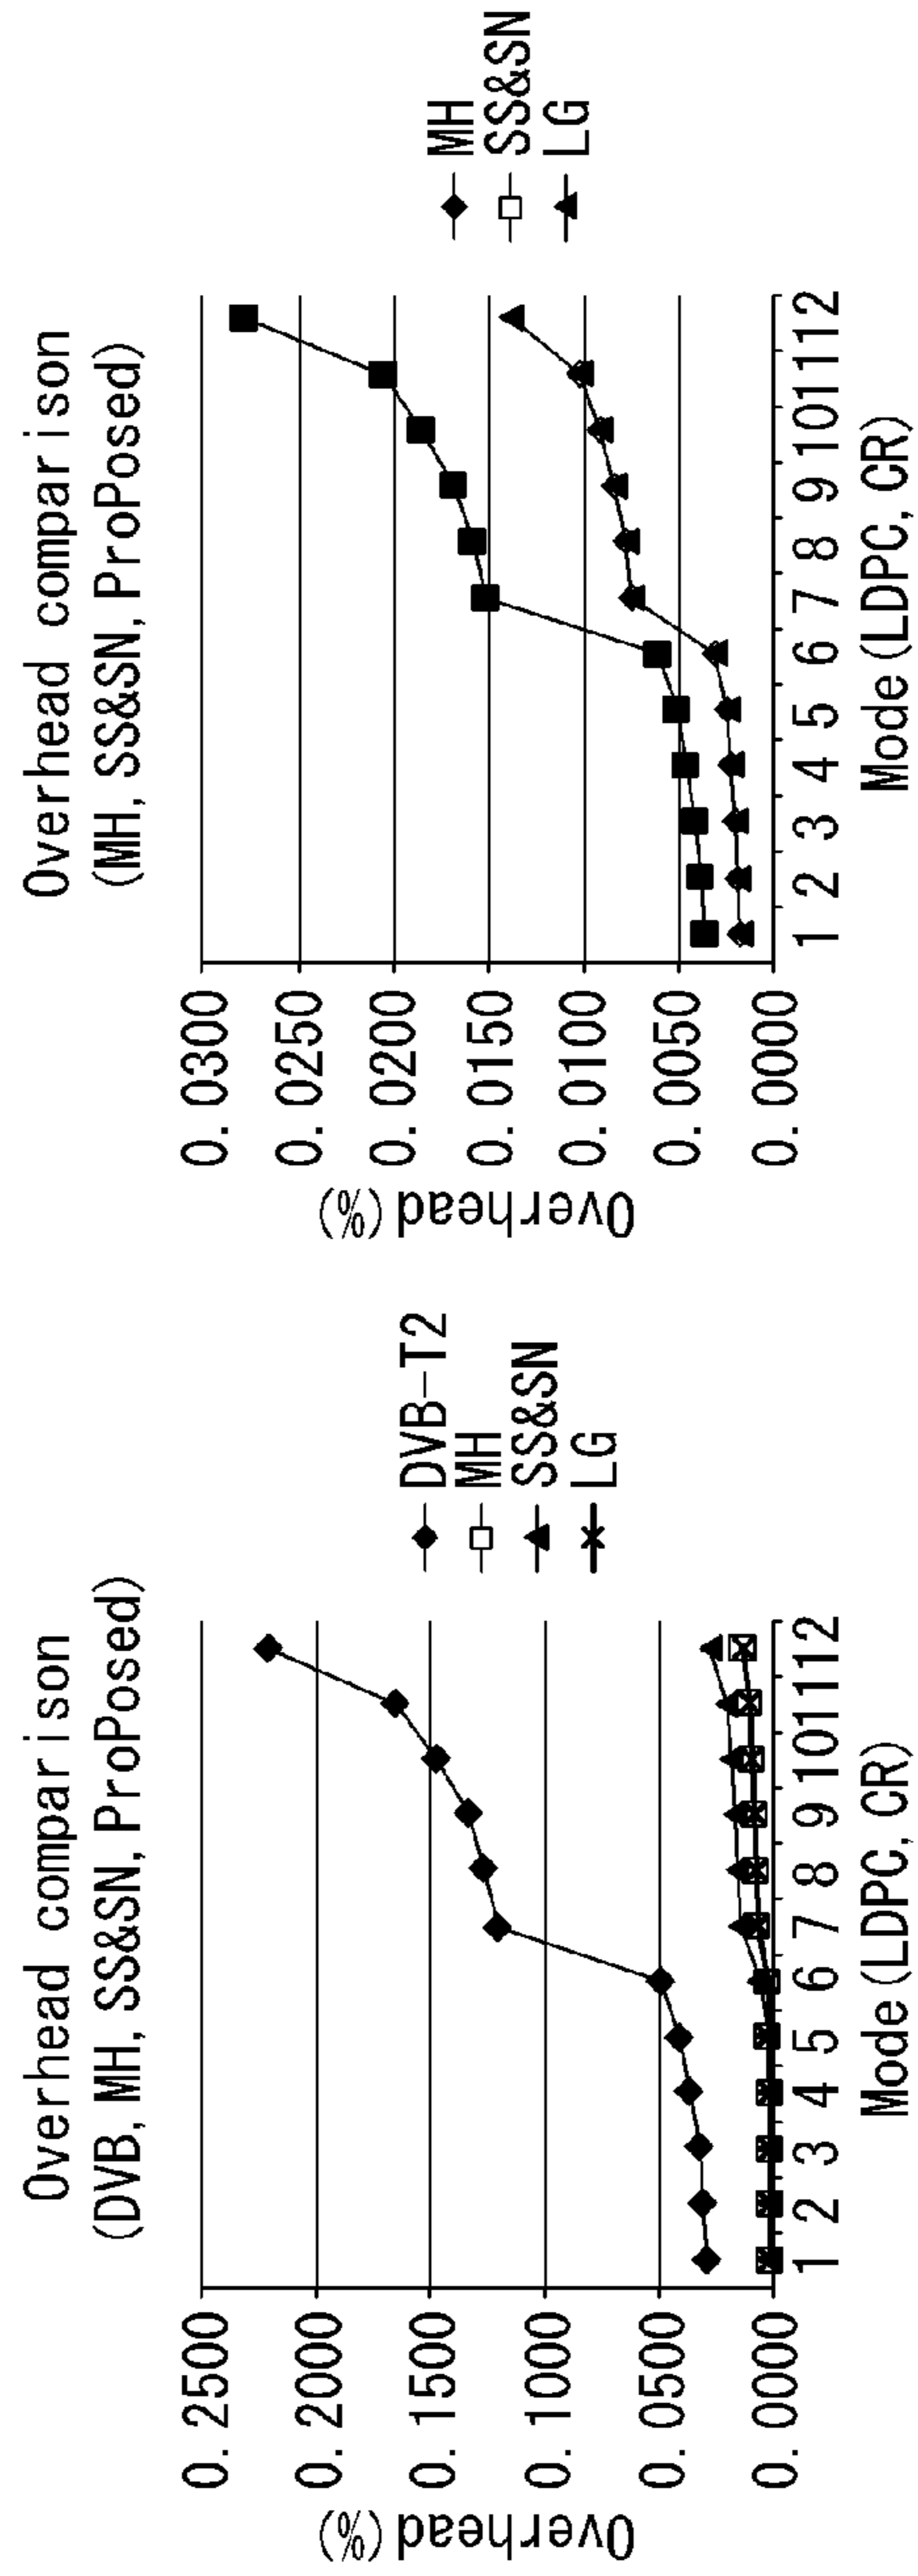 Overhead comparison
(DVB, MH, SS&SN, ProPosed)
Overhead(%)
0. 2500
0. 2000
0. 1500
0. 1000
0. 0500
0. 0000
1 2 3 4 5 6 7 8 9 101112
Mode(LDPC, CR)
DVB-T2
MH
SS&SN
LG
Overhead comparison
(MH, SS&SN, ProPosed)
Overhead(%)
0. 0300
0. 0250
0. 0200
0. 0150
0. 0100
0. 0050
0. 0000
1 2 3 4 5 6 7 8 9 101112
Mode(LDPC, CR)
MH
SS&SN
LG